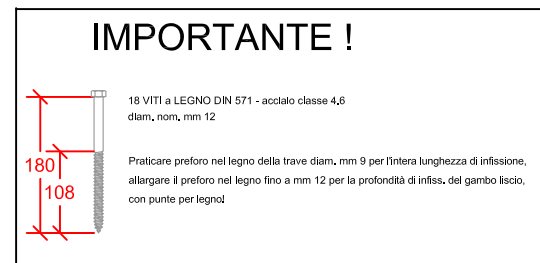 IMPORTANTE !
18 VITI a LEGNO DIN 571 - acciaio classe 4,6
diam. nom. mm 12
180
108
Praticare preforo nel legno della trave diam. mm 9 per l'intera lunghezza di infissione,
allargare il preforo nel legno fino a mm 12 per la profondità di infiss. del gambo liscio,
con punte per legno!